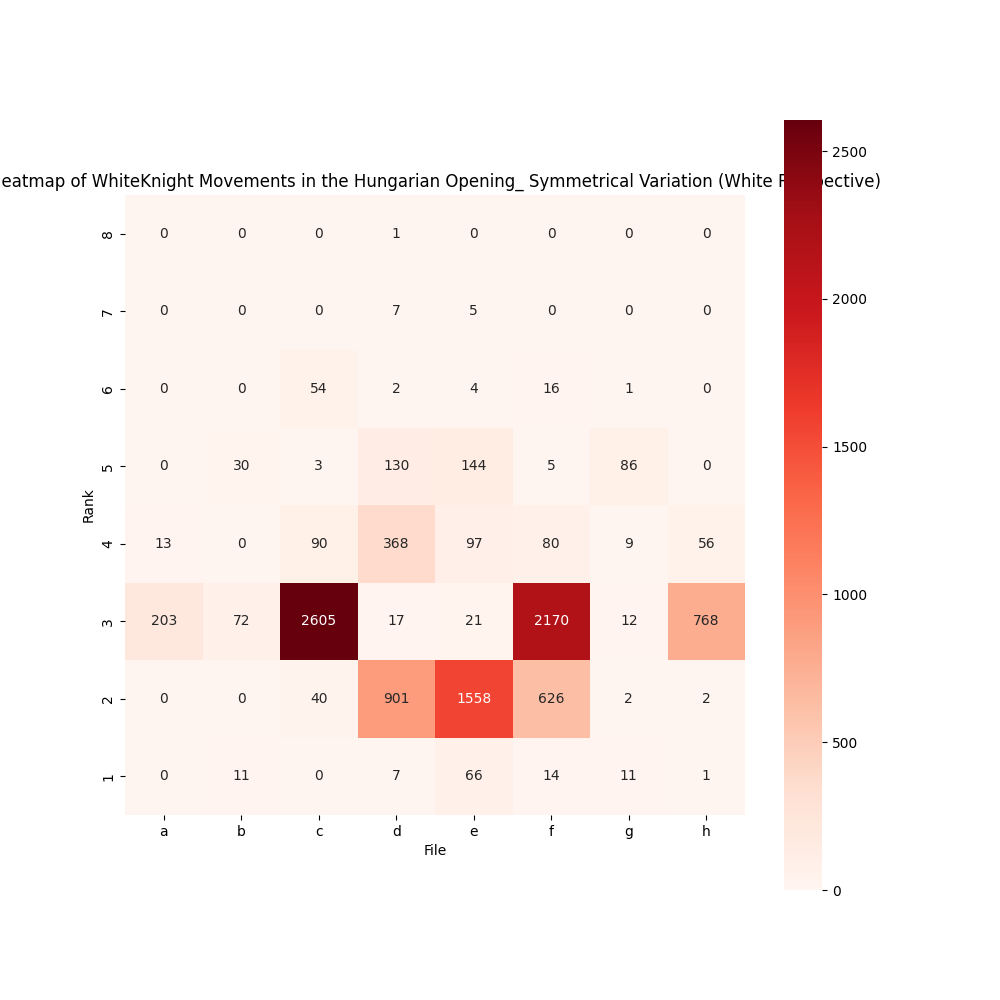 eatmap of WhiteKnight Movements in the Hungarian Opening_ Symmetrical Variation (White pective)
2500
8 0 0 0 1 0 0 0 0
7 0 0 0 7 5 0 0 0
2000
6 0 0 54 2 4 16 1 0
1500
5 0 30 3 130 144 5 86 0
Rank
4 13 0 90 368 97 80 9 56
1000
3 203 72 2605 17 21 2170 12 768
2 0 0 40 901 1558 626 2 2
500
1 0 11 0 7 66 14 11 1
a b c d e f g h
File
0